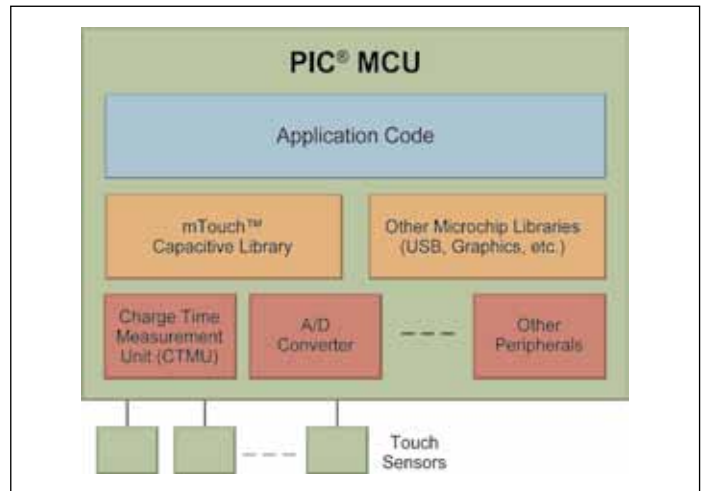 PIC® MCU
Application Code
mTouch™
Capacitive Library
Other Microchip Libraries
(USB, Graphics, etc.)
Charge Time
Measurement
Unit (CTMU)
A/D
Converter
Other
Peripherals
Touch
Sensors